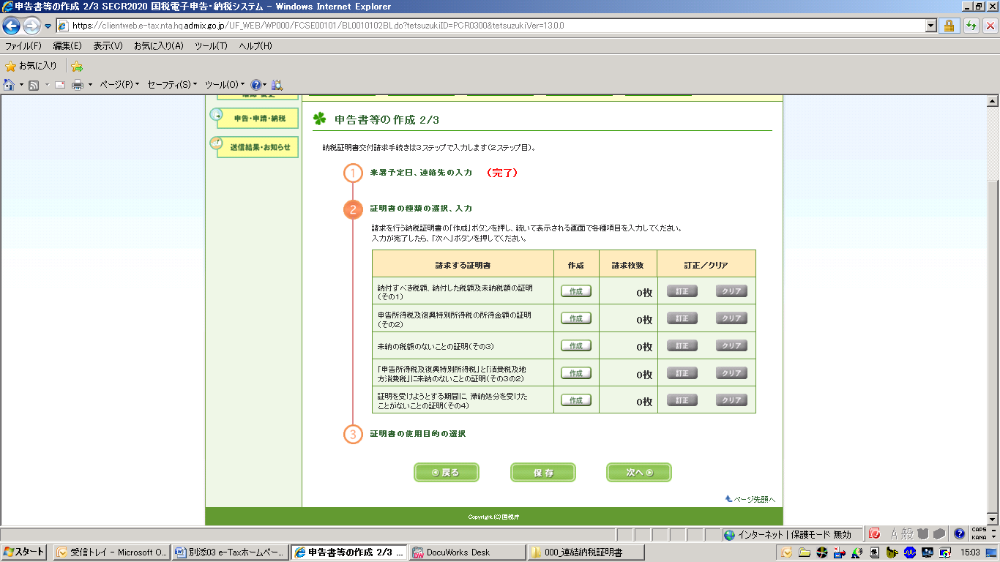 申告書等の作成 2/3 SECR2020 国税電子申告・納税システム - Windows Internet Explorer
https://clientweb.e-tax.nta.hq.admix.go.jp/UF_WEB/WP000/FCSE00101/BL0010102BL.do?tetsuzukiID=PCR0300&tetsuzukiVer=13.0.0
ファイル(F) 編集(E) 表示(V) お気に入り(A) ツール(T) ヘルプ(H)
お気に入り
ページ(P) セーフティ(S) ツール(O)
申告・申請・納税
送信結果・お知らせ
申告書等の作成 2/3
納税証明書交付請求手続きは3ステップで入力します(2ステップ目)。
1 来署予定日、連絡先の入力 (完了)
2 証明書の種類の選択、入力
請求を行う納税証明書の「作成」ボタンを押し、続いて表示される画面で各種項目を入力してください。
入力が完了したら、「次へ」ボタンを押してください。
請求する証明書 作成 請求枚数 訂正／クリア
納付すべき税額、納付した税額及未納税額の証明
(その1) 作成 0枚 訂正 クリア
申告所得税及復興特別所得税の所得金額の証明
(その2) 作成 0枚 訂正 クリア
未納の税額のないことの証明(その3) 作成 0枚 訂正 クリア
「申告所得税及復興特別所得税」と「消費税及地
方消費税」に未納のないことの証明(その3の2) 作成 0枚 訂正 クリア
証明を受けようとする期間に、滞納処分を受けた
ことがないことの証明(その4) 作成 0枚 訂正 クリア
3 証明書の使用目的の選択
戻る 保存 次へ
ページ先頭へ
Copyright (C) 国税庁
インターネット | 保護モード: 無効
A 般 CAPS KANA
スタート 受信トレイ - Microsoft O... 別添03 e-Taxホームペー... 申告書等の作成 2/3 ... DocuWorks Desk 000_連結納税証明書 15:03